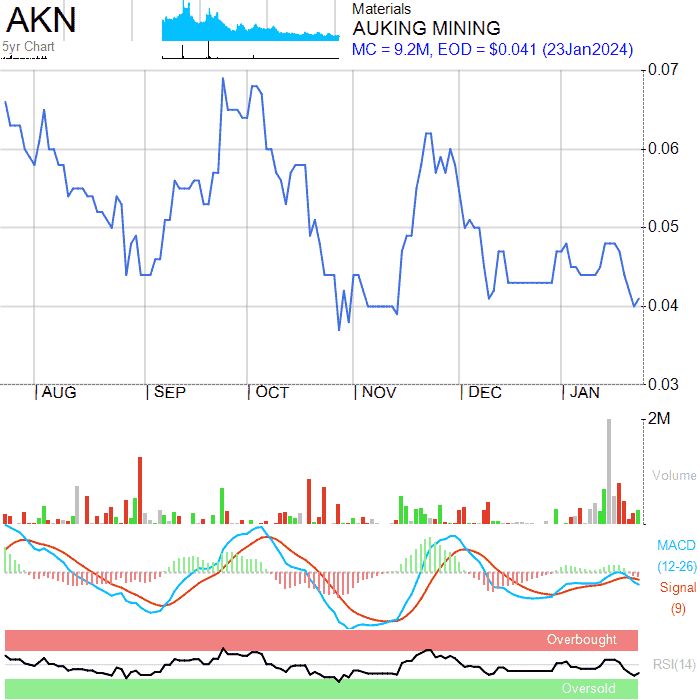 AKN
5yr Chart
Materials
AUKING MINING
MC = 9.2M, EOD = $0.041 (23Jan2024)
0.07
0.06
0.05
0.04
0.03
AUG SEP OCT NOV DEC JAN
2M
Volume
MACD
(12-26)
Signal
(9)
Overbought
RSI(14)
Oversold